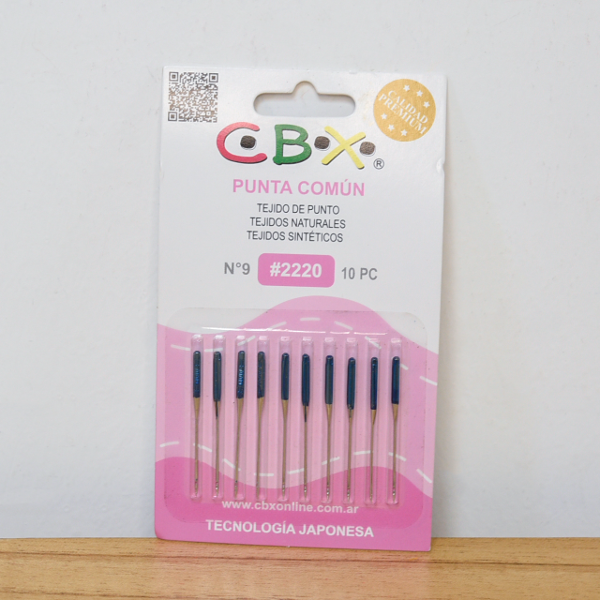 CALIDAD
PREMIUM
C.B.X.®
PUNTA COMÚN
TEJIDO DE PUNTO
TEJIDOS NATURALES
TEJIDOS SINTÉTICOS
N°9 #2220 10 PC
www.cbxonline.com.ar
TECNOLOGÍA JAPONESA